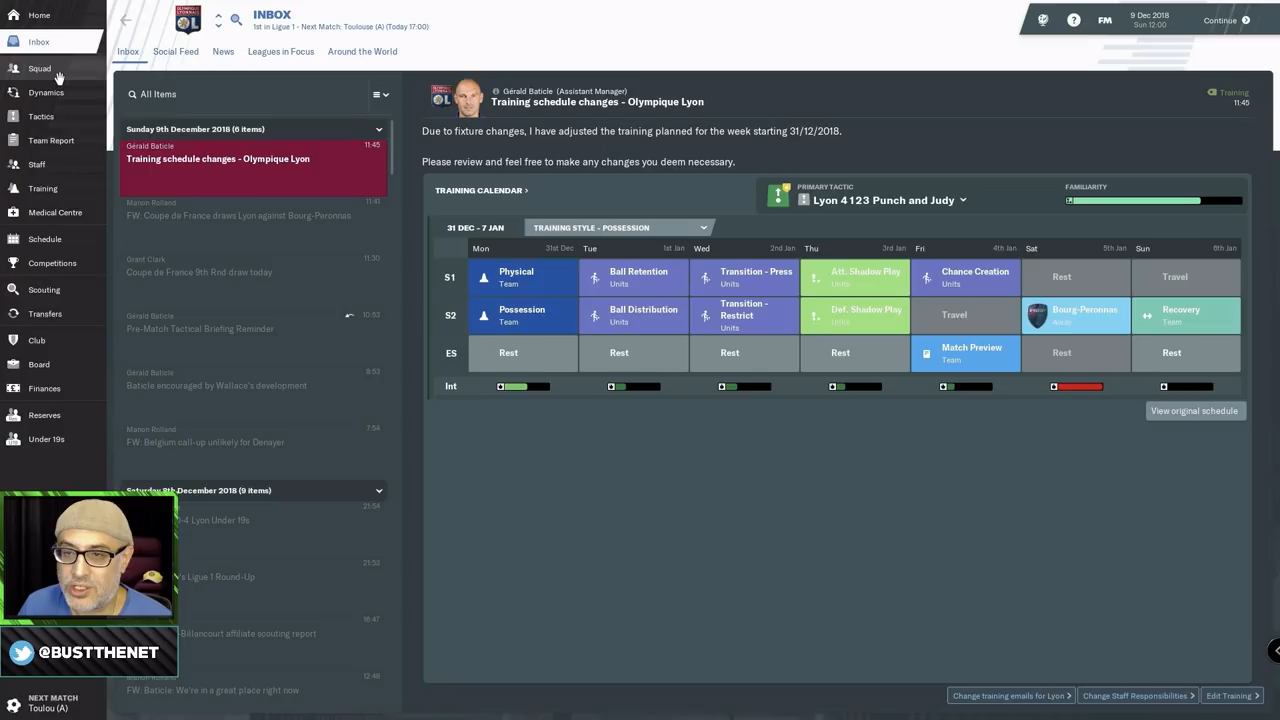 Home
Inbox
Squad
Dynamics
Tactics
Team Report
Staff
Training
Medical Centre
Schedule
Competitions
Scouting
Transfers
Club
Board
Finances
Reserves
Under 19s
@BUSTTHENET
NEXT MATCH
Toulou (A)
INBOX
1st in Ligue 1 - Next Match: Toulouse (A) (Today 17:00)
FM
9 Dec 2018
Sun 12:00
Continue
Inbox Social Feed News Leagues in Focus Around the World
All Items
Sunday 9th December 2018 (6 items)
Gérald Baticle 11:45
Training schedule changes - Olympique Lyon
Manon Rolland 11:41
FW: Coupe de France draws Lyon against Bourg-Peronnas
Grant Clark 11:30
Coupe de France 9th Rnd draw today
Gérald Baticle 10:53
Pre-Match Tactical Briefing Reminder
Gérald Baticle 8:53
Baticle encouraged by Wallace's development
Manon Rolland 7:54
FW: Belgium call-up unlikely for Denayer
Saturday 8th December 2018 (9 items)
21:54
-4 Lyon Under 19s
21:53
's Ligue 1 Round-Up
16:47
-Billancourt affiliate scouting report
12:48
FW: Baticle: We're in a great place right now
Gérald Baticle (Assistant Manager)
Training schedule changes - Olympique Lyon
Training
11:45
Due to fixture changes, I have adjusted the training planned for the week starting 31/12/2018.
Please review and feel free to make any changes you deem necessary.
TRAINING CALENDAR >
PRIMARY TACTIC
Lyon 4123 Punch and Judy
FAMILIARITY
31 DEC - 7 JAN
TRAINING STYLE - POSSESSION
Mon 31st Dec Tue 1st Jan Wed 2nd Jan Thu 3rd Jan Fri 4th Jan Sat 5th Jan Sun 6th Jan
S1 Physical Ball Retention Transition - Press Att. Shadow Play Chance Creation Rest Travel
Team Units Units Units Units
S2 Possession Ball Distribution Transition - Restrict Def. Shadow Play Travel Bourg-Peronnas Recovery
Team Units Units Units Away Team
ES Rest Rest Rest Rest Match Preview Rest Rest
Team
Int
View original schedule
Change training emails for Lyon > Change Staff Responsibilities > Edit Training >